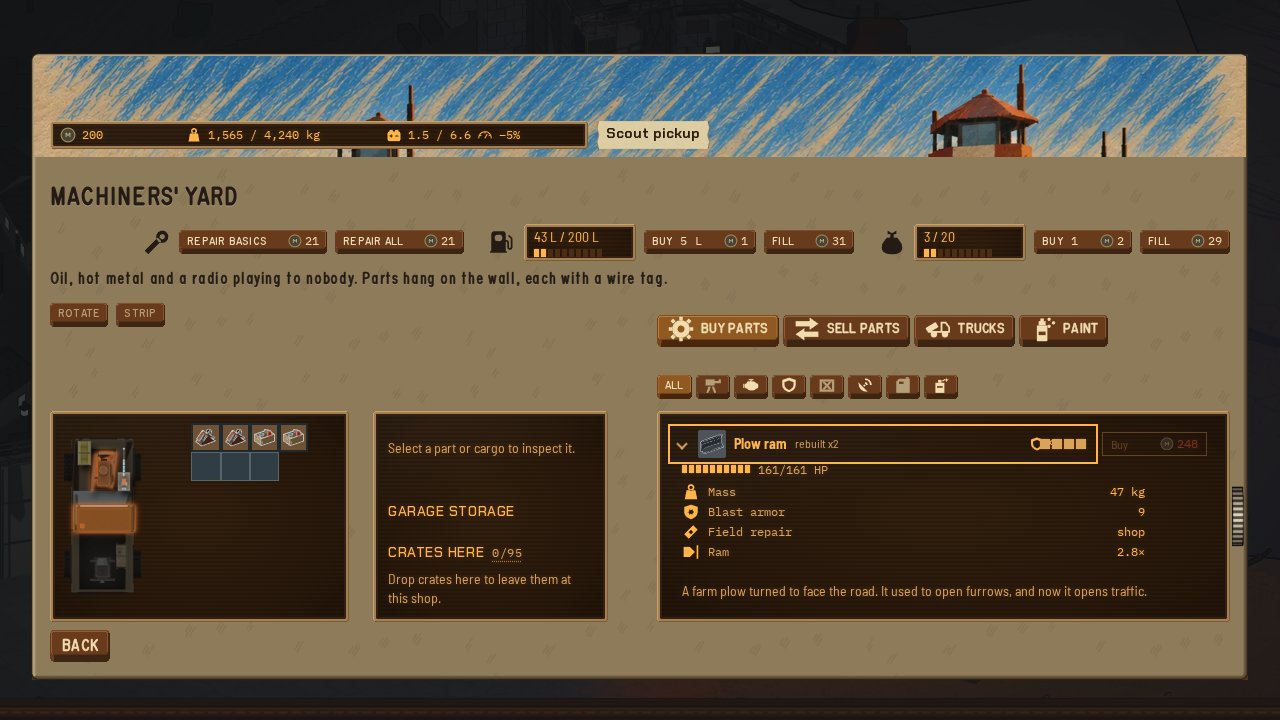 200
1,565 / 4,240 kg
1.5 / 6.6
−5%
Scout pickup
MACHINERS' YARD
REPAIR BASICS M 21
REPAIR ALL M 21
43 L / 200 L
BUY 5 L M 1
FILL M 31
3 / 20
BUY 1 M 2
FILL M 29
Oil, hot metal and a radio playing to nobody. Parts hang on the wall, each with a wire tag.
ROTATE
STRIP
BUY PARTS
SELL PARTS
TRUCKS
PAINT
ALL
Select a part or cargo to inspect it.
GARAGE STORAGE
CRATES HERE 0/95
Drop crates here to leave them at
this shop.
Plow ram rebuilt x2
Buy M 248
161/161 HP
Mass 47 kg
Blast armor 9
Field repair shop
Ram 2.8×
A farm plow turned to face the road. It used to open furrows, and now it opens traffic.
BACK